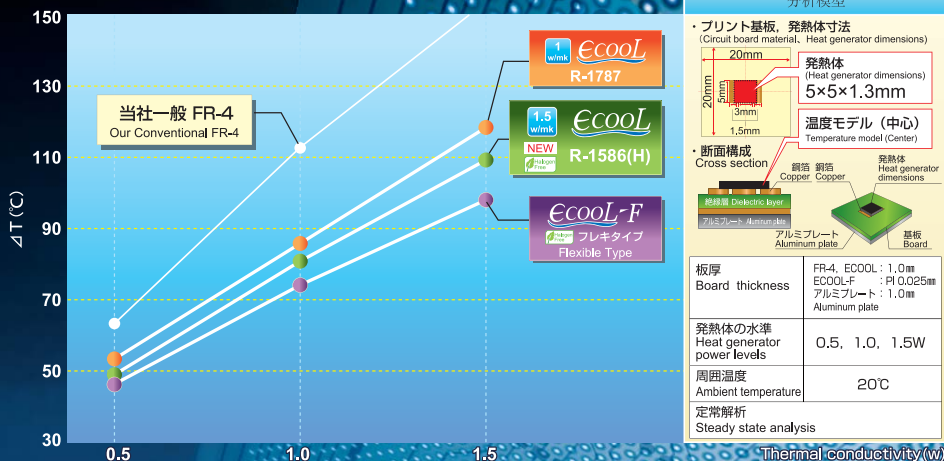 150
130
110
90
70
50
30
⊿T(℃)
0.5
1.0
1.5
Thermal conductivity(w/
当社一般 FR-4
Our Conventional FR-4
1
w/mk
ECOOL
R-1787
1.5
w/mk
ECOOL
NEW
Halogen
Free
R-1586(H)
ECOOL-F
Halogen
Free
フレキタイプ
Flexible Type
分析模型
・プリント基板, 発熱体寸法
(Circuit board material、Heat generator dimensions)
20mm
20mm
5mm
3mm
1,5mm
発熱体
(Heat generator dimensions)
5×5×1.3mm
温度モデル（中心）
Temperature model (Center)
・断面構成
Cross section
銅箔
Copper
銅箔
Copper
発熱体
Heat generator
dimensions
絶縁層 Dielectric layer
アルミプレート Aluminum plate
アルミプレート
Aluminum plate
基板
Board
板厚
Board thickness
FR-4, ECOOL : 1,0㎜
ECOOL-F : PI 0.025㎜
アルミプレート : 1.0㎜
Aluminum plate
発熱体の水準
Heat generator
power levels
0.5, 1.0, 1.5W
周囲温度
Ambient temperature
20℃
定常解析
Steady state analysis